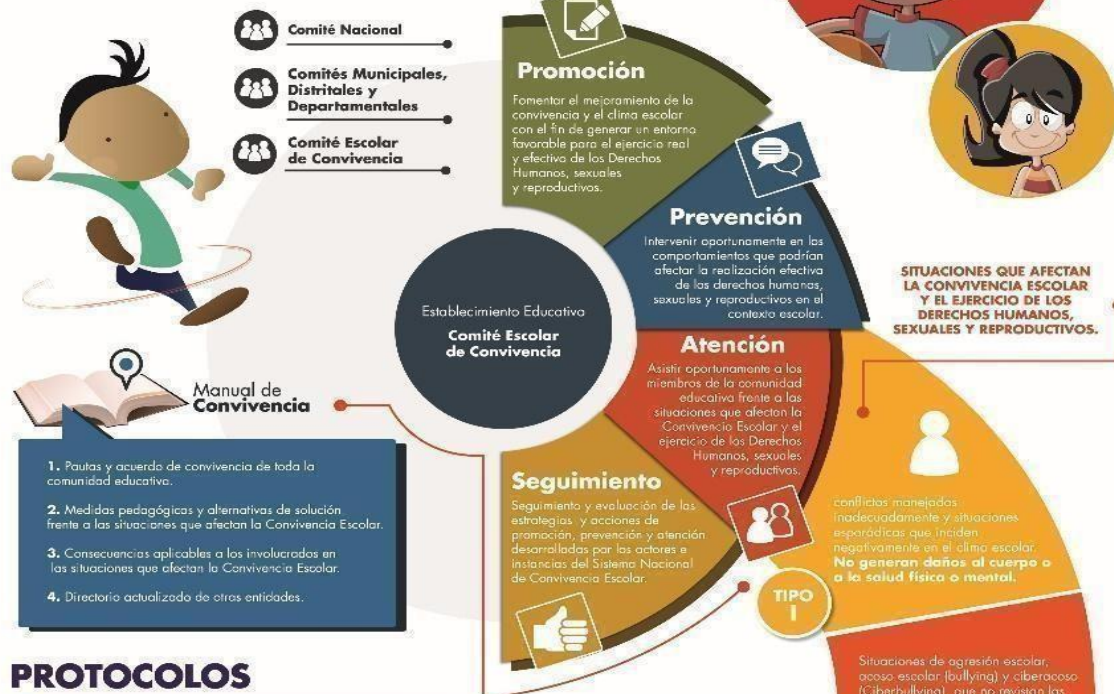 Comité Nacional
Comités Municipales,
Distritales y
Departamentales
Comité Escolar
de Convivencia
Promoción
Fomentar el mejoramiento de la
convivencia y el clima escolar
con el fin de generar un entorno
favorable para el ejercicio real
y efectiva de los Derechos
Humanos, sexuales
y reproductivos.
Prevención
Intervenir oportunamente en los
comportamientos que podrían
afectar la realización efectiva
de los derechos humanos,
sexuales y reproductivos en el
contexto escolar.
SITUACIONES QUE AFECTAN
LA CONVIVENCIA ESCOLAR
Y EL EJERCICIO DE LOS
DERECHOS HUMANOS,
SEXUALES Y REPRODUCTIVOS.
Establecimiento Educativo
Comité Escolar
de Convivencia
Atención
Asistir oportunamente a los
miembros de la comunidad
educativa frente a las
situaciones que afectan la
Convivencia Escolar y el
ejercicio de los Derechos
Humanos, sexuales
y reproductivos.
Manual de
Convivencia
1. Pautas y acuerdo de convivencia de toda la
comunidad educativa.
2. Medidas pedagógicas y alternativas de solución
frente a las situaciones que afectan la Convivencia Escolar.
3. Consecuencias aplicables a los involucrados en
las situaciones que afectan la Convivencia Escolar.
4. Directorio actualizado de otras entidades.
Seguimiento
Seguimiento y evaluación de las
estrategias y acciones de
promoción, prevención y atención
desarrolladas por los actores e
instancias del Sistema Nacional
de Convivencia Escolar.
conflictos manejados
inadecuadamente y situaciones
esporádicas que inciden
negativamente en el clima escolar.
No generan daños al cuerpo o
a la salud física o mental.
TIPO
I
Situaciones de agresión escolar,
acoso escolar (bullying) y ciberacoso
(Ciberbullying), que no revistan las
PROTOCOLOS